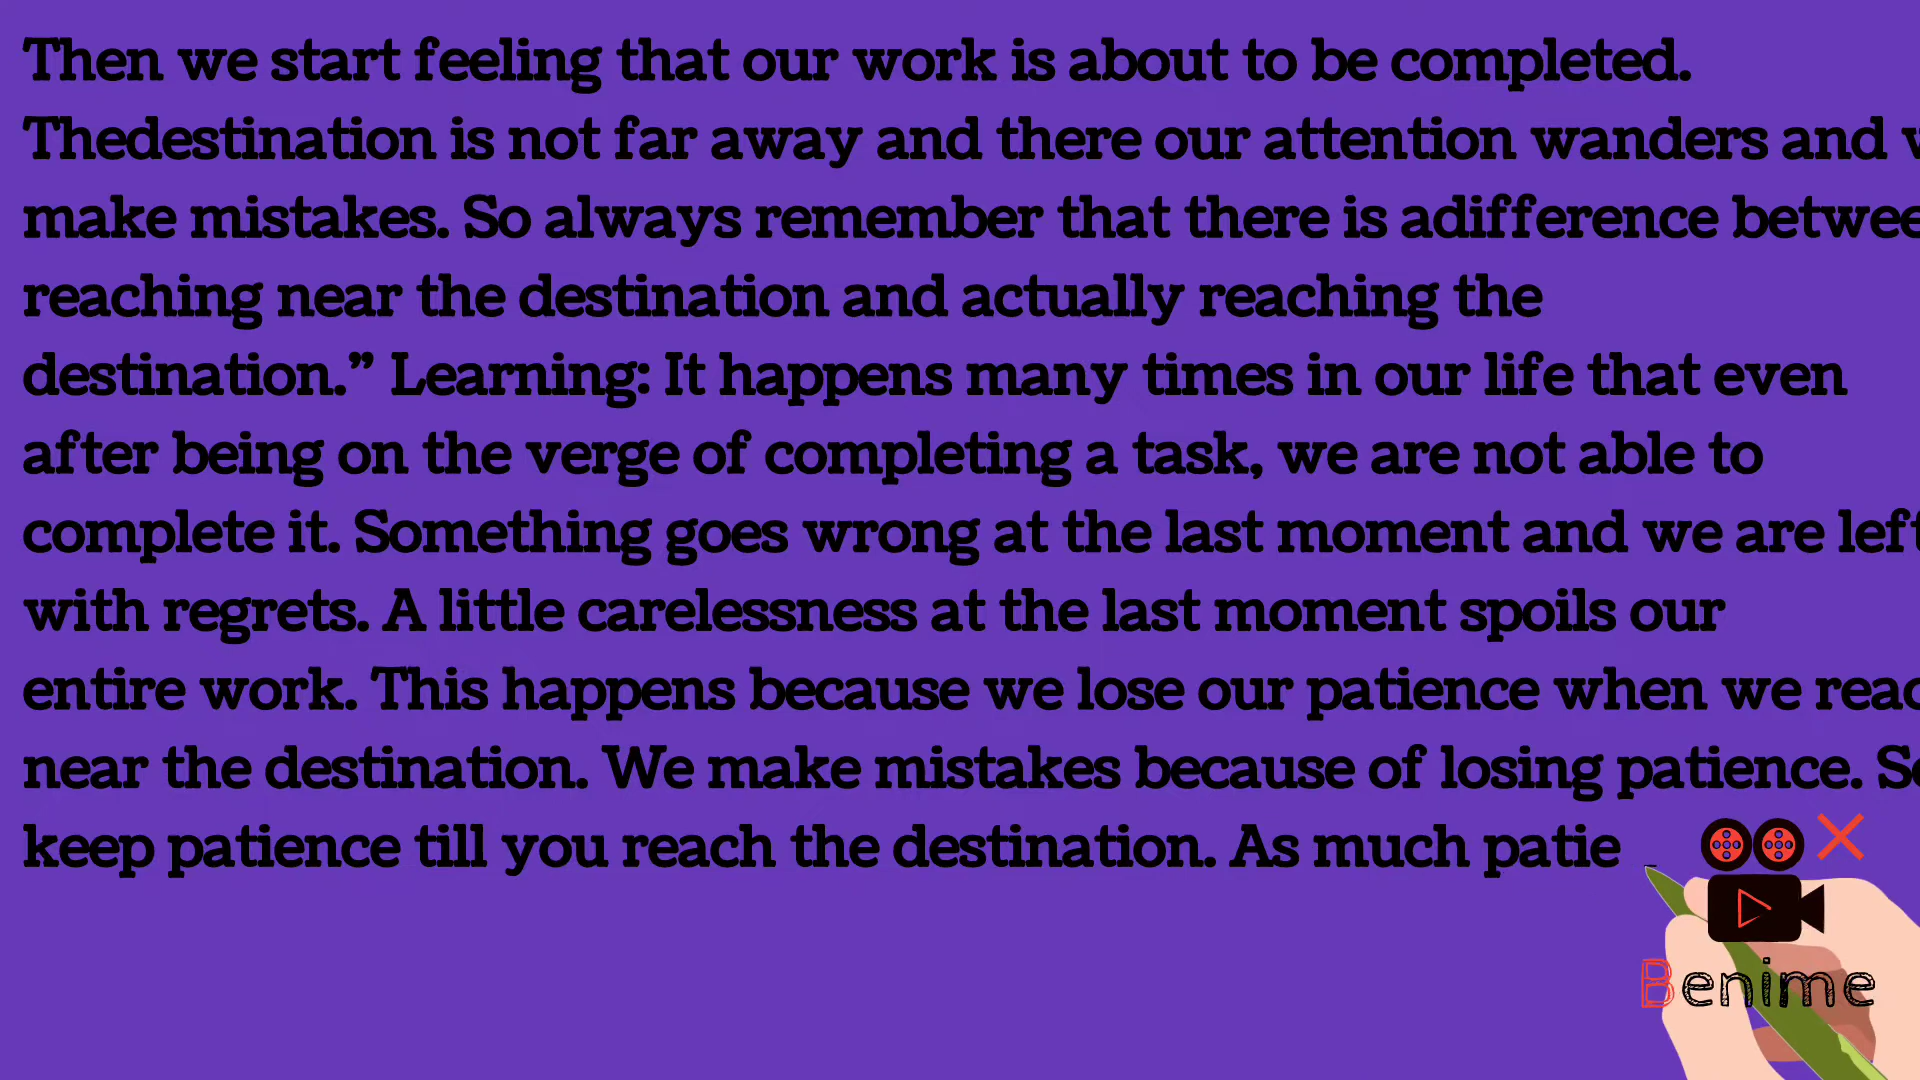 Then we start feeling that our work is about to be completed.
Thedestination is not far away and there our attention wanders and
make mistakes. So always remember that there is adifference
reaching near the destination and actually reaching the
destination.” Learning: It happens many times in our life that even
after being on the verge of completing a task, we are not able to
complete it. Something goes wrong at the last moment and we are left
with regrets. A little carelessness at the last moment spoils our
entire work. This happens because we lose our patience when we
near the destination. We make mistakes because of losing patience.
keep patience till you reach the destination. As much patie
Benime